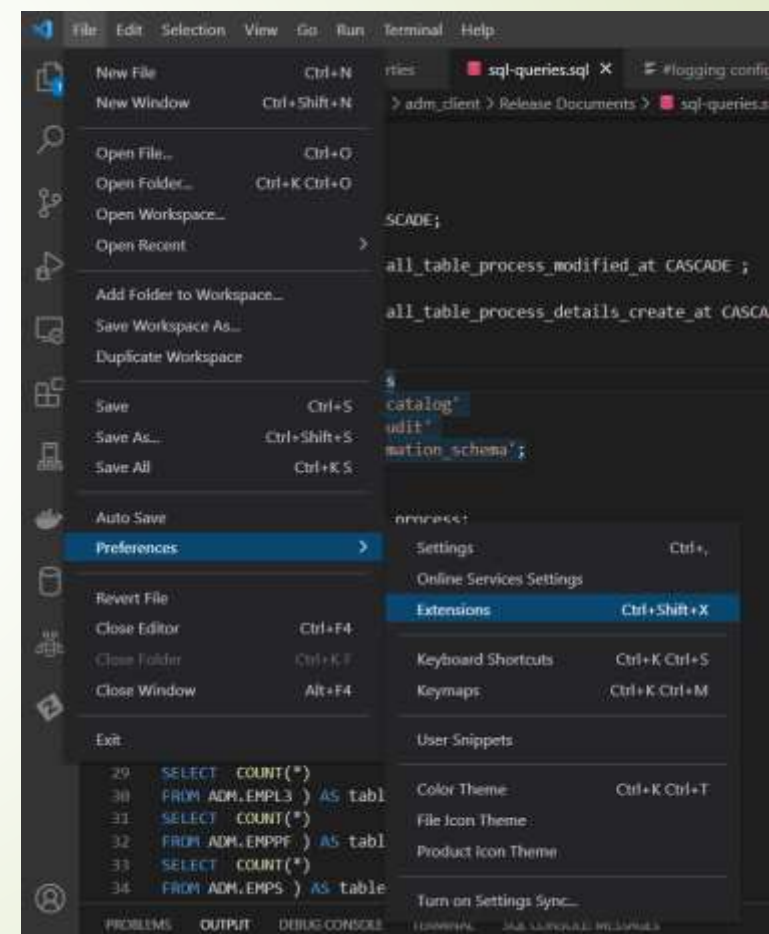 File Edit Selection View Go Run Terminal Help
New File Ctrl+N
New Window Ctrl+Shift+N
Open File... Ctrl+O
Open Folder... Ctrl+K Ctrl+O
Open Workspace...
Open Recent
Add Folder to Workspace...
Save Workspace As...
Duplicate Workspace
Save Ctrl+S
Save As... Ctrl+Shift+S
Save All Ctrl+K S
Auto Save
Preferences
Revert File
Close Editor Ctrl+F4
Close Folder Ctrl+K F
Close Window Alt+F4
Exit
rties sql-queries.sql × #logging config
> adm_client > Release Documents > sql-queries.s
SCADE;
all_table_process_modified_at CASCADE ;
all_table_process_details_create_at CASCA
s
catalog'
udit'
mation_schema';
process;
Settings Ctrl+,
Online Services Settings
Extensions Ctrl+Shift+X
Keyboard Shortcuts Ctrl+K Ctrl+S
Keymaps Ctrl+K Ctrl+M
User Snippets
Color Theme Ctrl+K Ctrl+T
File Icon Theme
Product Icon Theme
Turn on Settings Sync...
29 SELECT COUNT(*)
30 FROM ADM.EMPL3 ) AS tabl
31 SELECT COUNT(*)
32 FROM ADM.EMPPF ) AS tabl
33 SELECT COUNT(*)
34 FROM ADM.EMPS ) AS table
PROBLEMS OUTPUT DEBUG CONSOLE TERMINAL SQL CONSOLE: MESSAGES